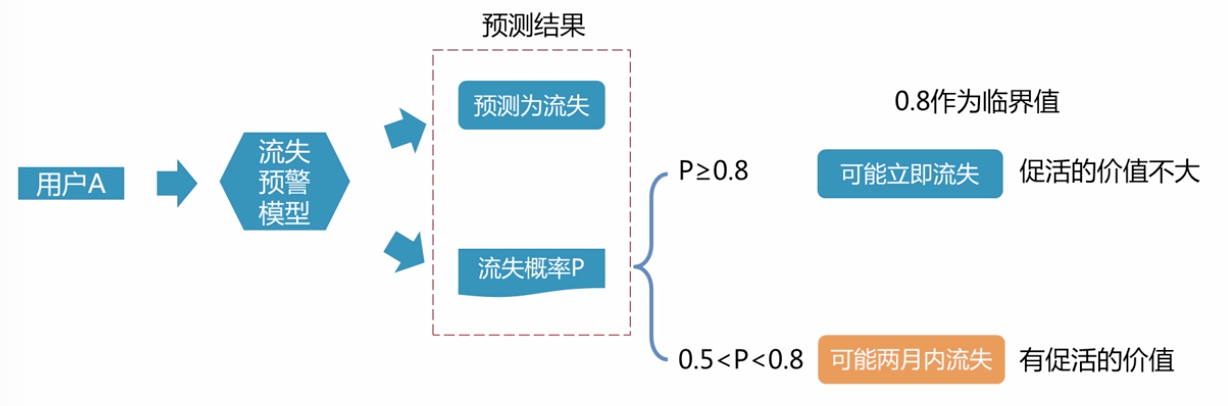 预测结果
预测为流失
0.8作为临界值
用户A
流失
预警
模型
P≥0.8
可能立即流失
促活的价值不大
流失概率P
0.5<P<0.8
可能两月内流失
有促活的价值